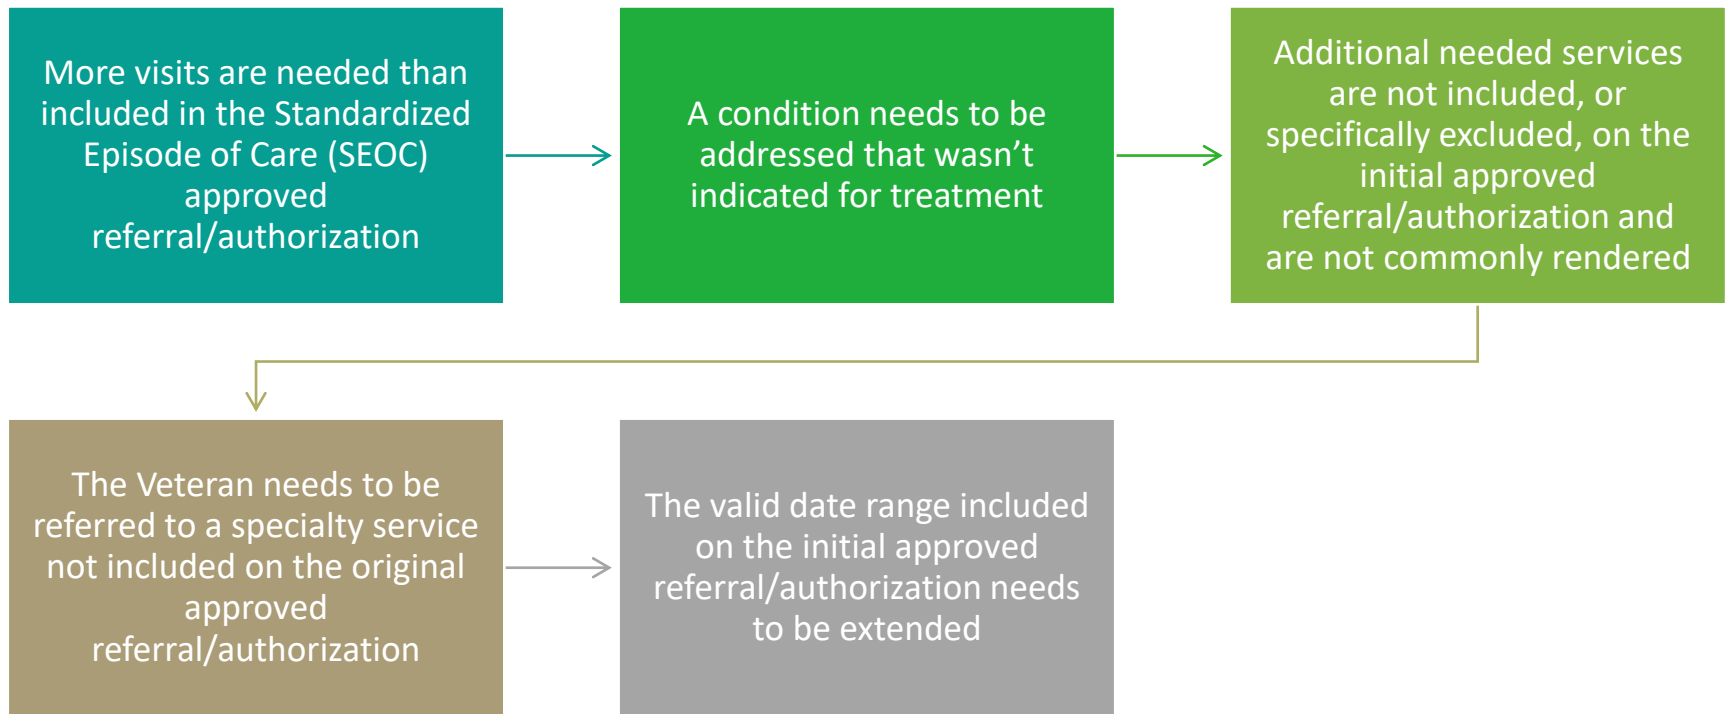 More visits are needed than
included in the Standardized
Episode of Care (SEOC)
approved
referral/authorization
A condition needs to be
addressed that wasn’t
indicated for treatment
Additional needed services
are not included, or
specifically excluded, on the
initial approved
referral/authorization and
are not commonly rendered
The Veteran needs to be
referred to a specialty service
not included on the original
approved
referral/authorization
The valid date range included
on the initial approved
referral/authorization needs
to be extended